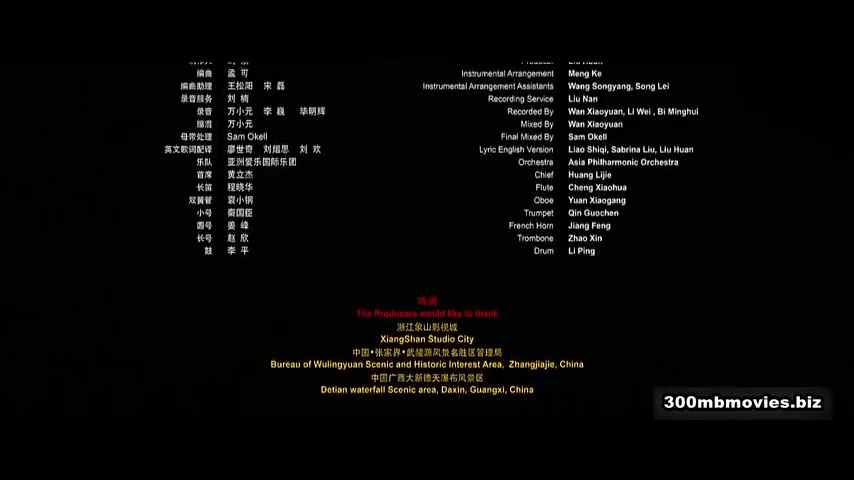 编曲 孟 可 Instrumental Arrangement Meng Ke
编曲助理 王松阳 宋 磊 Instrumental Arrangement Assistants Wang Songyang, Song Lei
录音服务 刘 楠 Recording Service Liu Nan
录音 万小元 李 巍 毕明辉 Recorded By Wan Xiaoyuan, Li Wei , Bi Minghui
缩混 万小元 Mixed By Wan Xiaoyuan
母带处理 Sam Okell Final Mixed By Sam Okell
英文歌词配译 廖世奇 刘熠思 刘 欢 Lyric English Version Liao Shiqi, Sabrina Liu, Liu Huan
乐队 亚洲爱乐国际乐团 Orchestra Asia Philharmonic Orchestra
首席 黄立杰 Chief Huang Lijie
长笛 程晓华 Flute Cheng Xiaohua
双簧管 袁小钢 Oboe Yuan Xiaogang
小号 秦国臣 Trumpet Qin Guochen
圆号 姜 峰 French Horn Jiang Feng
长号 赵 欣 Trombone Zhao Xin
鼓 李 平 Drum Li Ping
鸣谢
The Producers would like to thank
浙江象山影视城
XiangShan Studio City
中国•张家界•武陵源风景名胜区管理局
Bureau of Wulingyuan Scenic and Historic Interest Area, Zhangjiajie, China
中国广西大新德天瀑布风景区
Detian waterfall Scenic area, Daxin, Guangxi, China
300mbmovies.biz